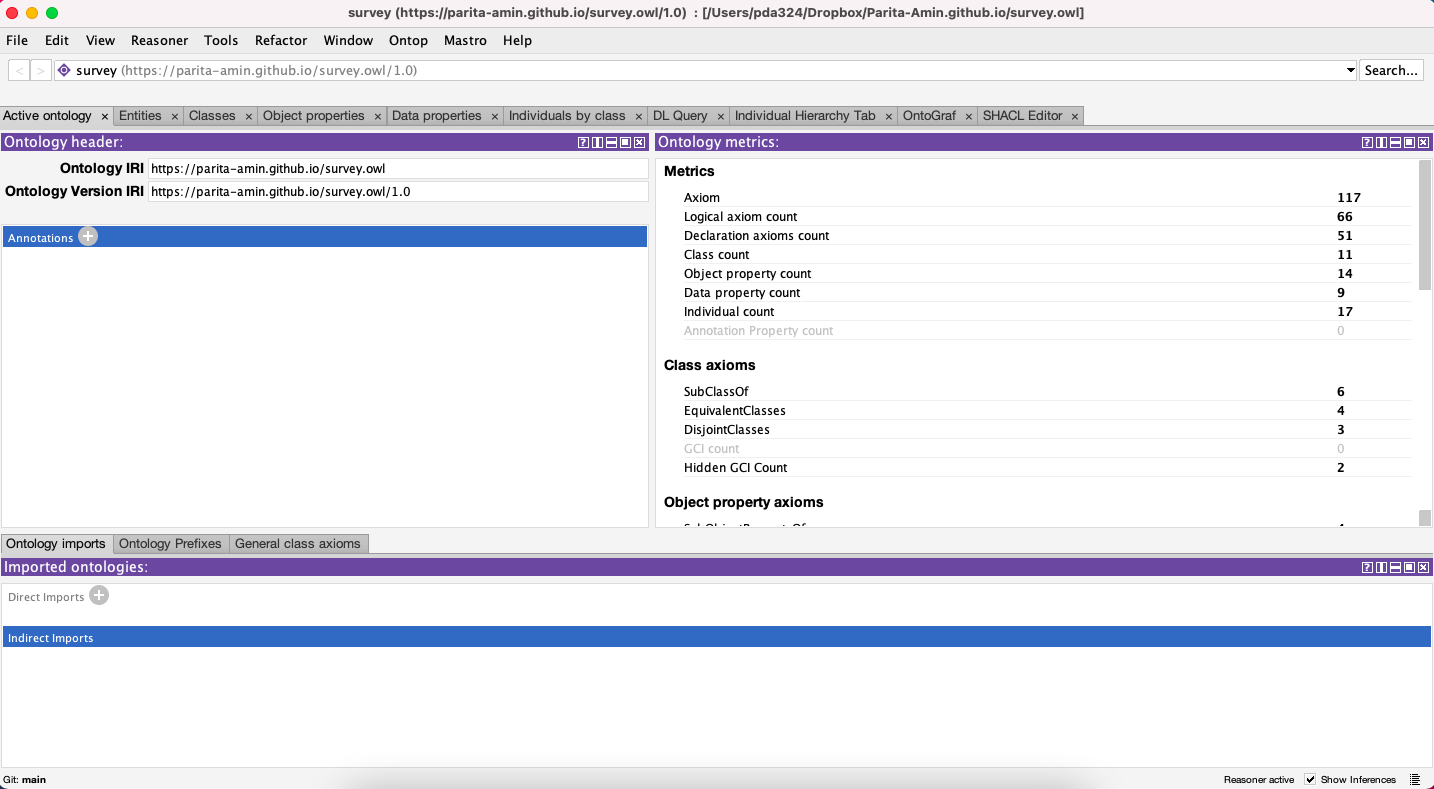 survey (https://parita-amin.github.io/survey.owl/1.0) : [/Users/pda324/Dropbox/Parita-Amin.github.io/survey.owl]
File Edit View Reasoner Tools Refactor Window Ontop Mastro Help
< > survey (https://parita-amin.github.io/survey.owl/1.0) Search...
Active ontology × Entities × Classes × Object properties × Data properties × Individuals by class × DL Query × Individual Hierarchy Tab × OntoGraf × SHACL Editor ×
Ontology header:
Ontology IRI https://parita-amin.github.io/survey.owl
Ontology Version IRI https://parita-amin.github.io/survey.owl/1.0
Annotations
Ontology metrics:
Metrics
Axiom 117
Logical axiom count 66
Declaration axioms count 51
Class count 11
Object property count 14
Data property count 9
Individual count 17
Annotation Property count 0
Class axioms
SubClassOf 6
EquivalentClasses 4
DisjointClasses 3
GCI count 0
Hidden GCI Count 2
Object property axioms
Ontology imports Ontology Prefixes General class axioms
Imported ontologies:
Direct Imports
Indirect Imports
Git: main
Reasoner active Show Inferences